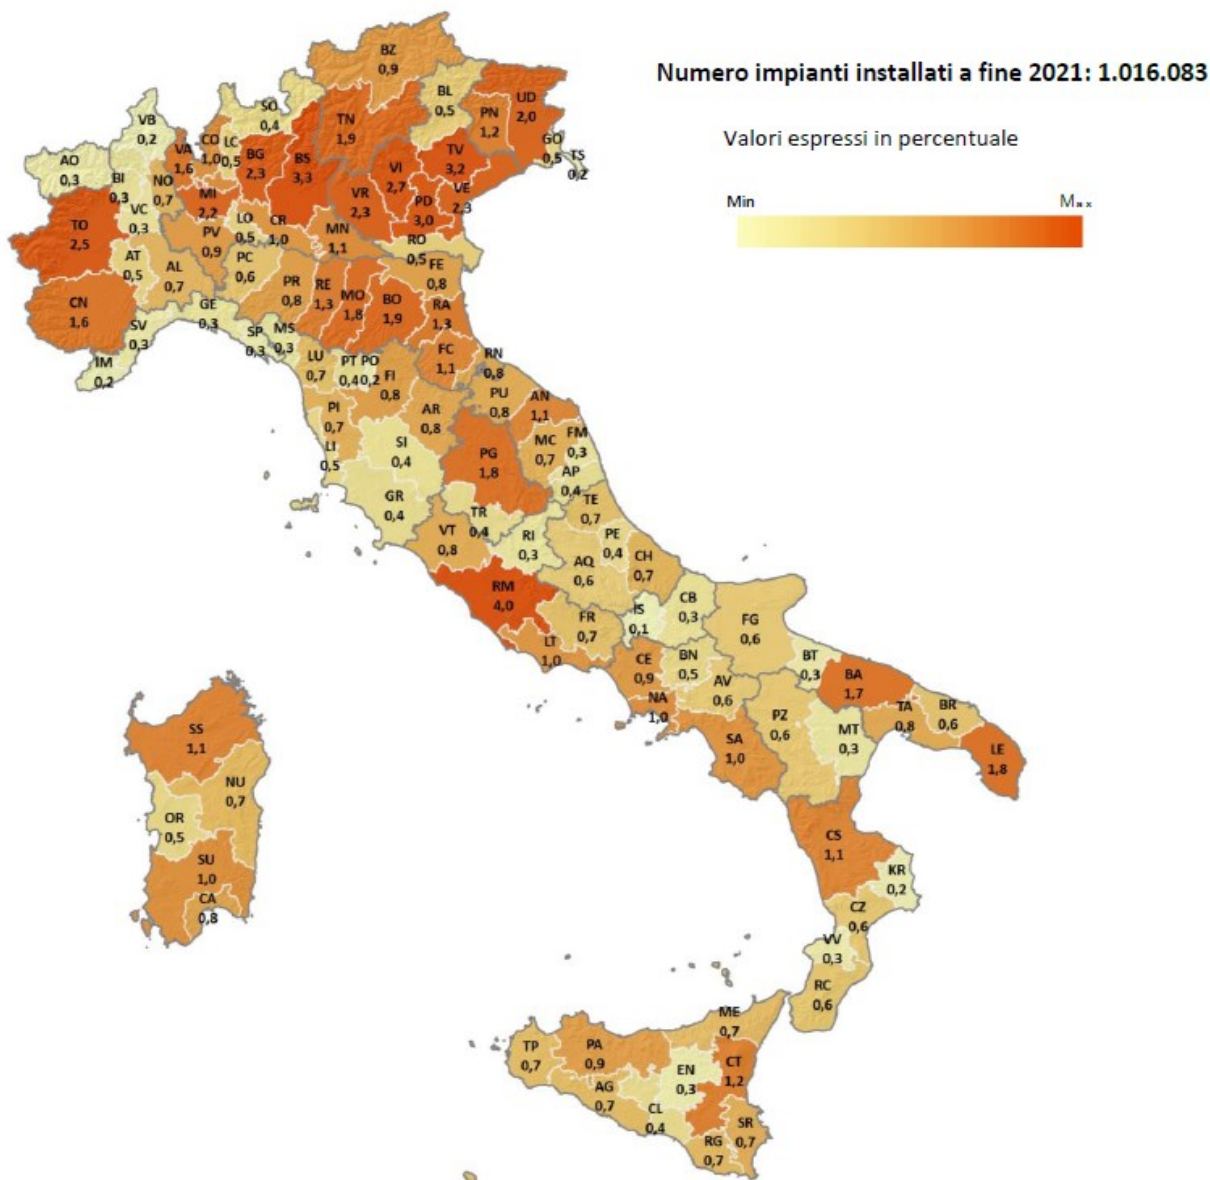 Numero impianti installati a fine 2021: 1.016.083
Valori espressi in percentuale
Min
Max
BZ
0,9
SO
0,4
TN
1,9
BL
0,5
PN
1,2
UD
2,0
GO
0,5
TS
0,2
VB
0,2
AO
0,3
BI
0,3
NO
0,7
VA
1,6
CO
1,0
LC
0,5
BG
2,3
BS
3,3
VR
2,3
VI
2,7
TV
3,2
VE
2,3
PD
3,0
RO
0,5
TO
2,5
VC
0,3
MI
2,2
LO
0,5
CR
1,0
MN
1,1
PV
0,9
AT
0,5
AL
0,7
PC
0,6
PR
0,8
RE
1,3
MO
1,8
BO
1,9
FE
0,8
RA
1,3
CN
1,6
SV
0,3
GE
0,3
SP
0,3
MS
0,3
IM
0,2
LU
0,7
PT
0,4
PO
0,2
FI
0,8
FC
1,1
RN
0,8
PU
0,8
AN
1,1
PI
0,7
AR
0,8
LI
0,5
SI
0,4
PG
1,8
MC
0,7
FM
0,3
AP
0,4
GR
0,4
TR
0,4
TE
0,7
VT
0,8
RI
0,3
PE
0,4
AQ
0,6
CH
0,7
RM
4,0
LT
1,0
FR
0,7
IS
0,1
CB
0,3
FG
0,6
CE
0,9
BN
0,5
AV
0,6
NA
1,0
SA
1,0
BT
0,3
BA
1,7
PZ
0,6
MT
0,3
TA
0,8
BR
0,6
LE
1,8
SS
1,1
NU
0,7
OR
0,5
SU
1,0
CA
0,8
CS
1,1
KR
0,2
CZ
0,6
VV
0,3
RC
0,6
ME
0,7
TP
0,7
PA
0,9
AG
0,7
EN
0,3
CT
1,2
CL
0,4
SR
0,7
RG
0,7